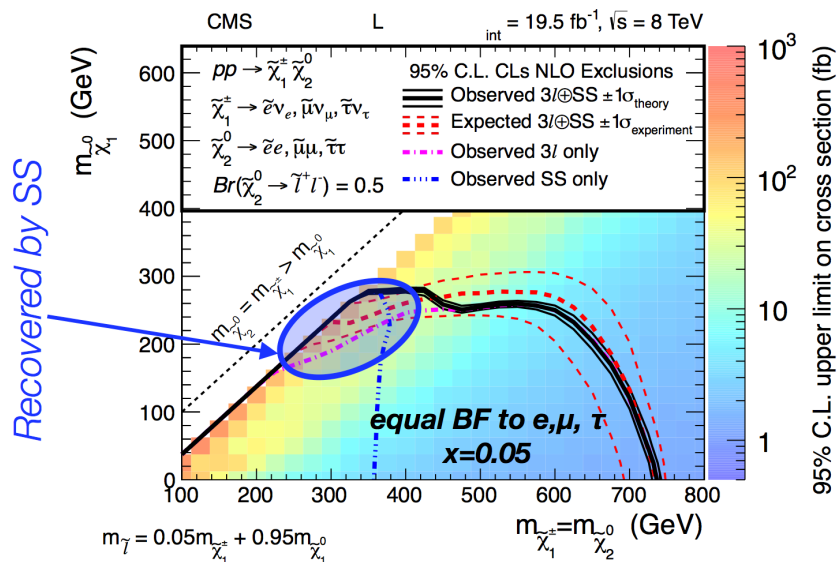 CMS L int = 19.5 fb⁻¹, √s = 8 TeV
pp → χ̃₁± χ̃₂⁰
χ̃₁± → ẽν_e, μ̃ν_μ, τ̃ν_τ
χ̃₂⁰ → ẽe, μ̃μ, τ̃τ
Br(χ̃₂⁰ → l̃⁺l⁻) = 0.5
95% C.L. CLs NLO Exclusions
Observed 3l⊕SS ±1σ_theory
Expected 3l⊕SS ±1σ_experiment
Observed 3l only
Observed SS only
m_χ̃₂⁰ = m_χ̃₁± > m_χ̃₁⁰
Recovered by SS
equal BF to e,μ, τ
x=0.05
m_χ̃₁⁰ (GeV)
600
400
300
200
100
0
100 200 300 400 500 600 700 800
m_χ̃₁±=m_χ̃₂⁰ (GeV)
m_l̃ = 0.05m_χ̃₁± + 0.95m_χ̃₁⁰
10³
10²
10
1
95% C.L. upper limit on cross section (fb)